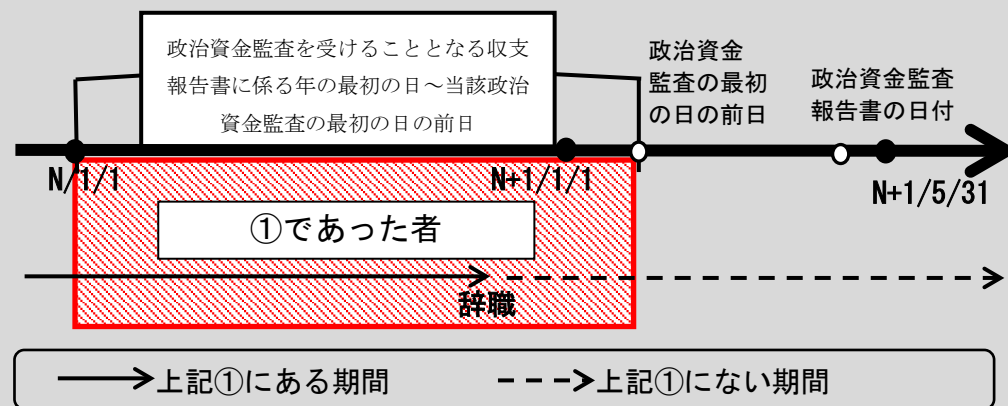 政治資金監査を受けることとなる収支
報告書に係る年の最初の日～当該政治
資金監査の最初の日の前日
政治資金
監査の最初
の日の前日
政治資金監査
報告書の日付
N/1/1
N+1/1/1
N+1/5/31
①であった者
辞職
上記①にある期間
上記①にない期間